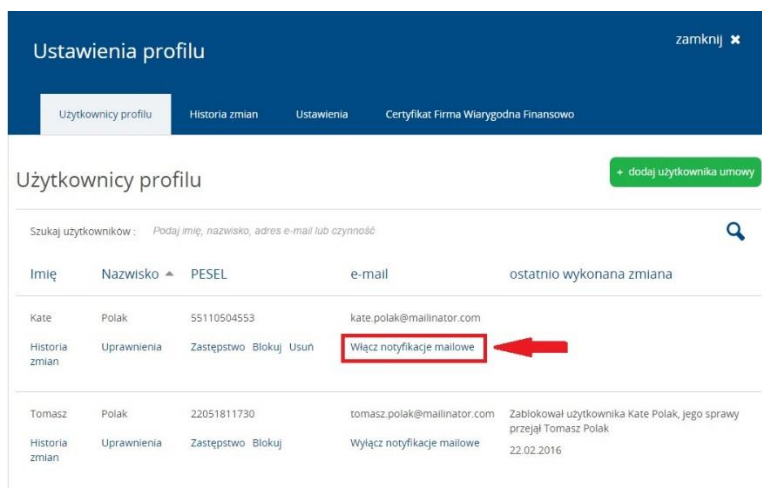 Ustawienia profilu
zamknij ✖
Użytkownicy profilu Historia zmian Ustawienia Certyfikat Firma Wiarygodna Finansowo
Użytkownicy profilu
+ dodaj użytkownika umowy
Szukaj użytkowników : Podaj imię, nazwisko, adres e-mail lub czynność
Imię Nazwisko PESEL e-mail ostatnio wykonana zmiana
Kate Polak 55110504553 kate.polak@mailinator.com
Historia zmian Uprawnienia Zastępstwo Blokuj Usuń Włącz notyfikacje mailowe
Tomasz Polak 22051811730 tomasz.polak@mailinator.com Zablokował użytkownika Kate Polak, jego sprawy
przejął Tomasz Polak
Historia zmian Uprawnienia Zastępstwo Blokuj Wyłącz notyfikacje mailowe 22.02.2016